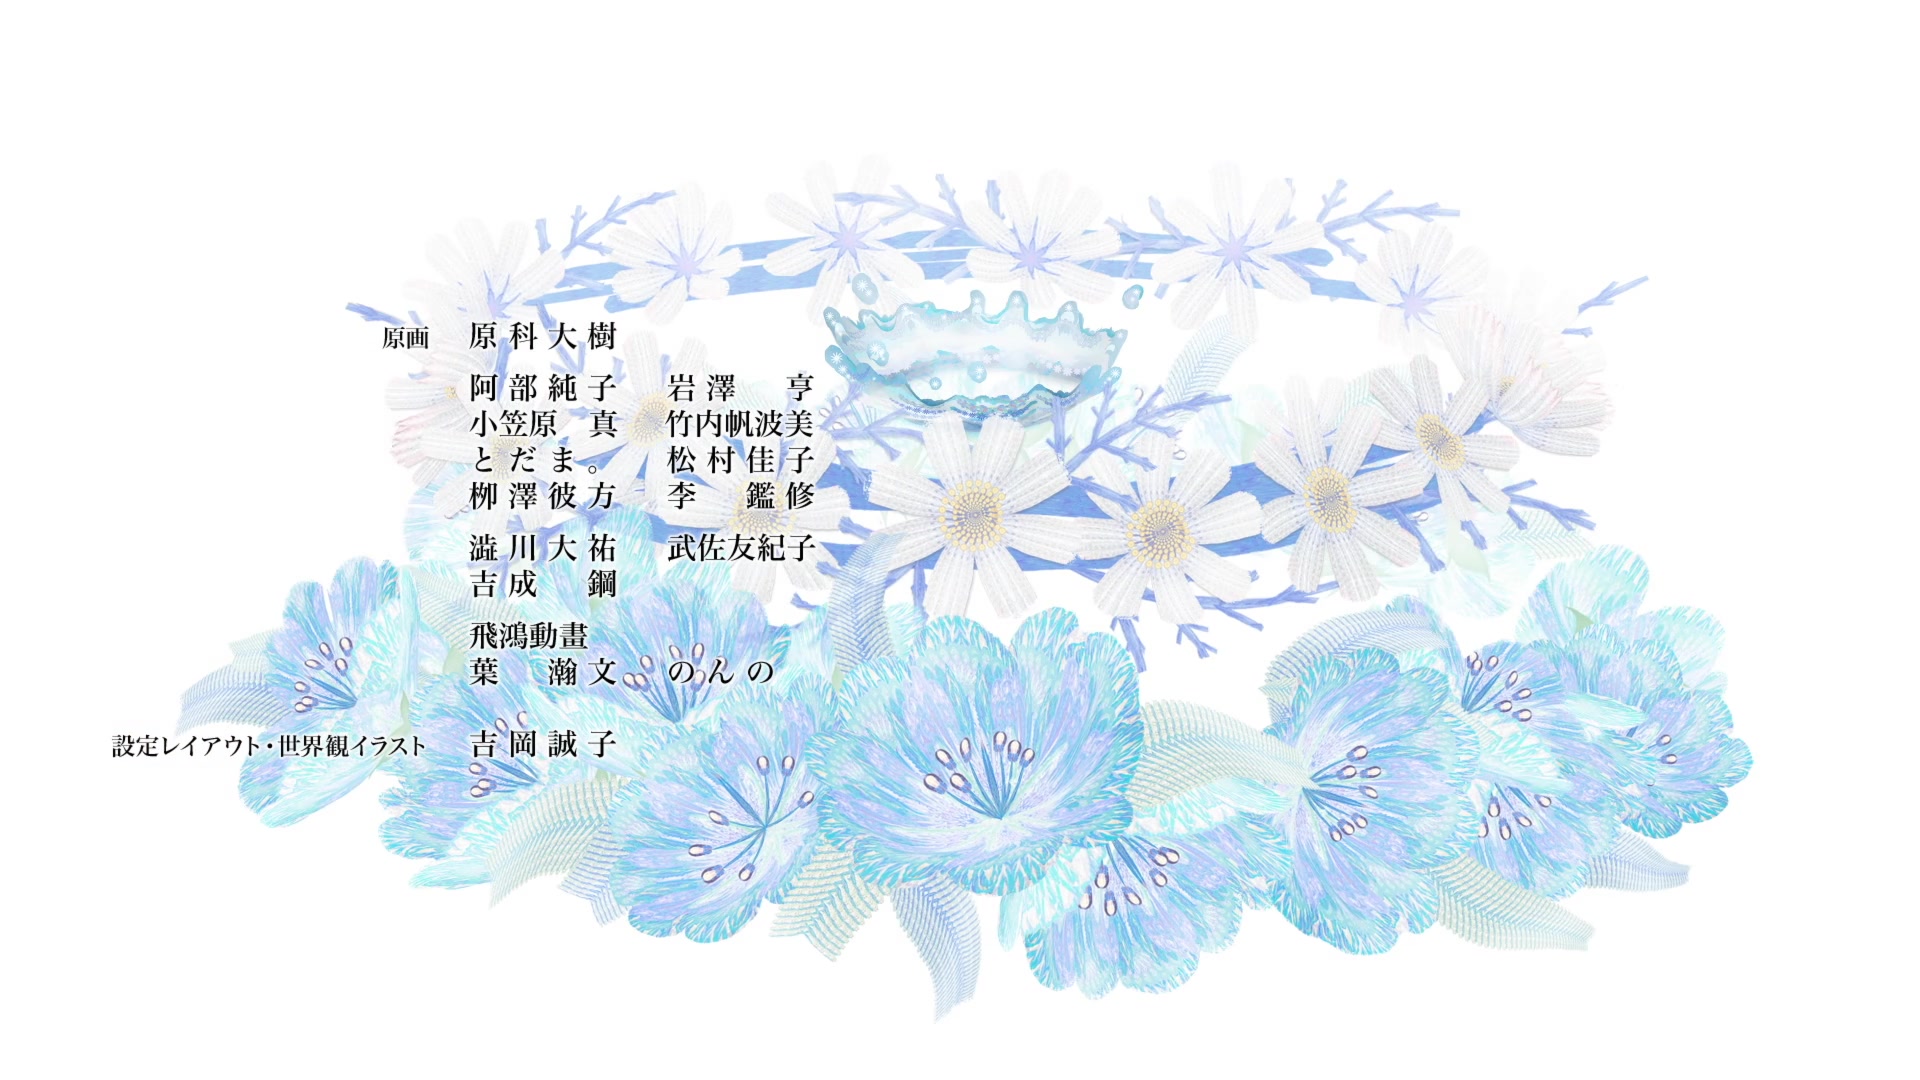 原画 原科大樹
阿部純子 岩澤亨
小笠原真 竹内帆波美
とだま。 松村佳子
栁澤彼方 李鑑修
澁川大祐 武佐友紀子
吉成鋼
飛鴻動畫
葉瀚文 のんの
設定レイアウト・世界観イラスト 吉岡誠子